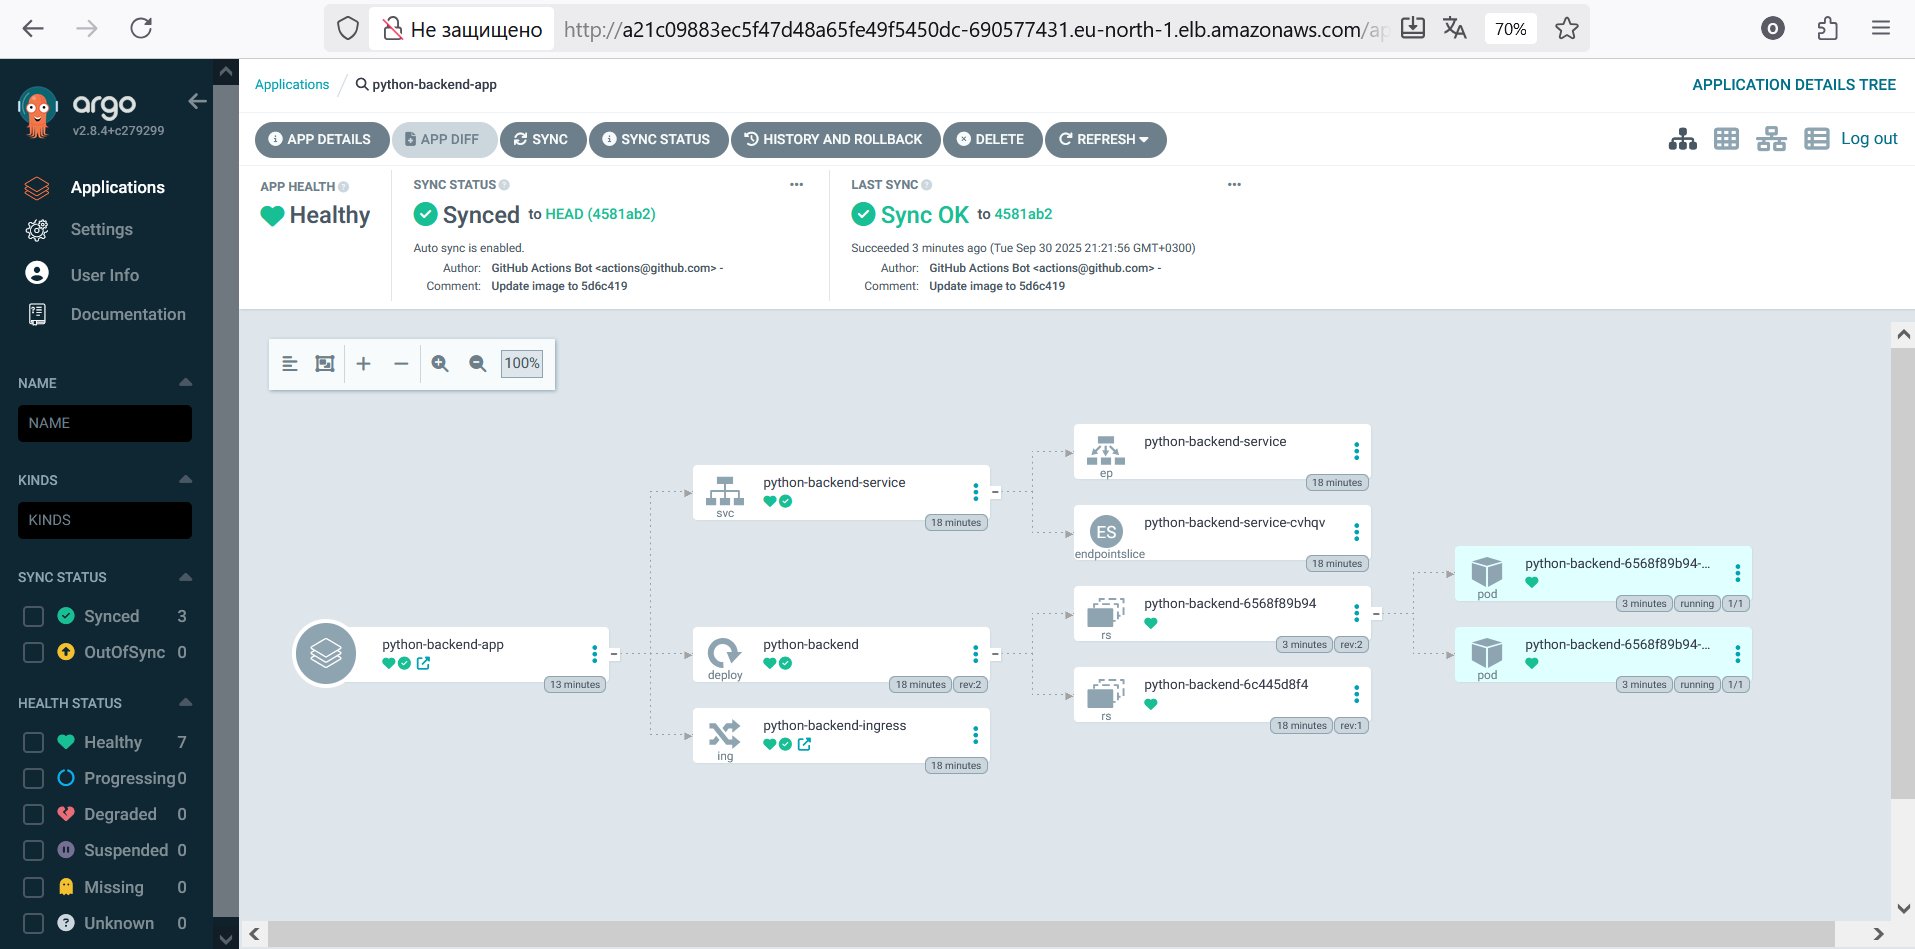 Не защищено
http://a21c09883ec5f47d48a65fe49f5450dc-690577431.eu-north-1.elb.amazonaws.com/ap
70%
O
argo
v2.8.4+c279299
Applications
Settings
User Info
Documentation
NAME
NAME
KINDS
KINDS
SYNC STATUS
Synced 3
OutOfSync 0
HEALTH STATUS
Healthy 7
Progressing 0
Degraded 0
Suspended 0
Missing 0
Unknown 0
Applications / python-backend-app
APPLICATION DETAILS TREE
APP DETAILS APP DIFF SYNC SYNC STATUS HISTORY AND ROLLBACK DELETE REFRESH
Log out
APP HEALTH
Healthy
SYNC STATUS
Synced to HEAD (4581ab2)
Auto sync is enabled.
Author: GitHub Actions Bot <actions@github.com> -
Comment: Update image to 5d6c419
LAST SYNC
Sync OK to 4581ab2
Succeeded 3 minutes ago (Tue Sep 30 2025 21:21:56 GMT+0300)
Author: GitHub Actions Bot <actions@github.com> -
Comment: Update image to 5d6c419
100%
python-backend-app
13 minutes
python-backend-service
svc
18 minutes
python-backend
deploy
18 minutes rev:2
python-backend-ingress
ing
18 minutes
python-backend-service
ep
18 minutes
ES
python-backend-service-cvhqv
endpointslice
18 minutes
python-backend-6568f89b94
rs
3 minutes rev:2
python-backend-6c445d8f4
rs
18 minutes rev:1
python-backend-6568f89b94-...
pod
3 minutes running 1/1
python-backend-6568f89b94-...
pod
3 minutes running 1/1